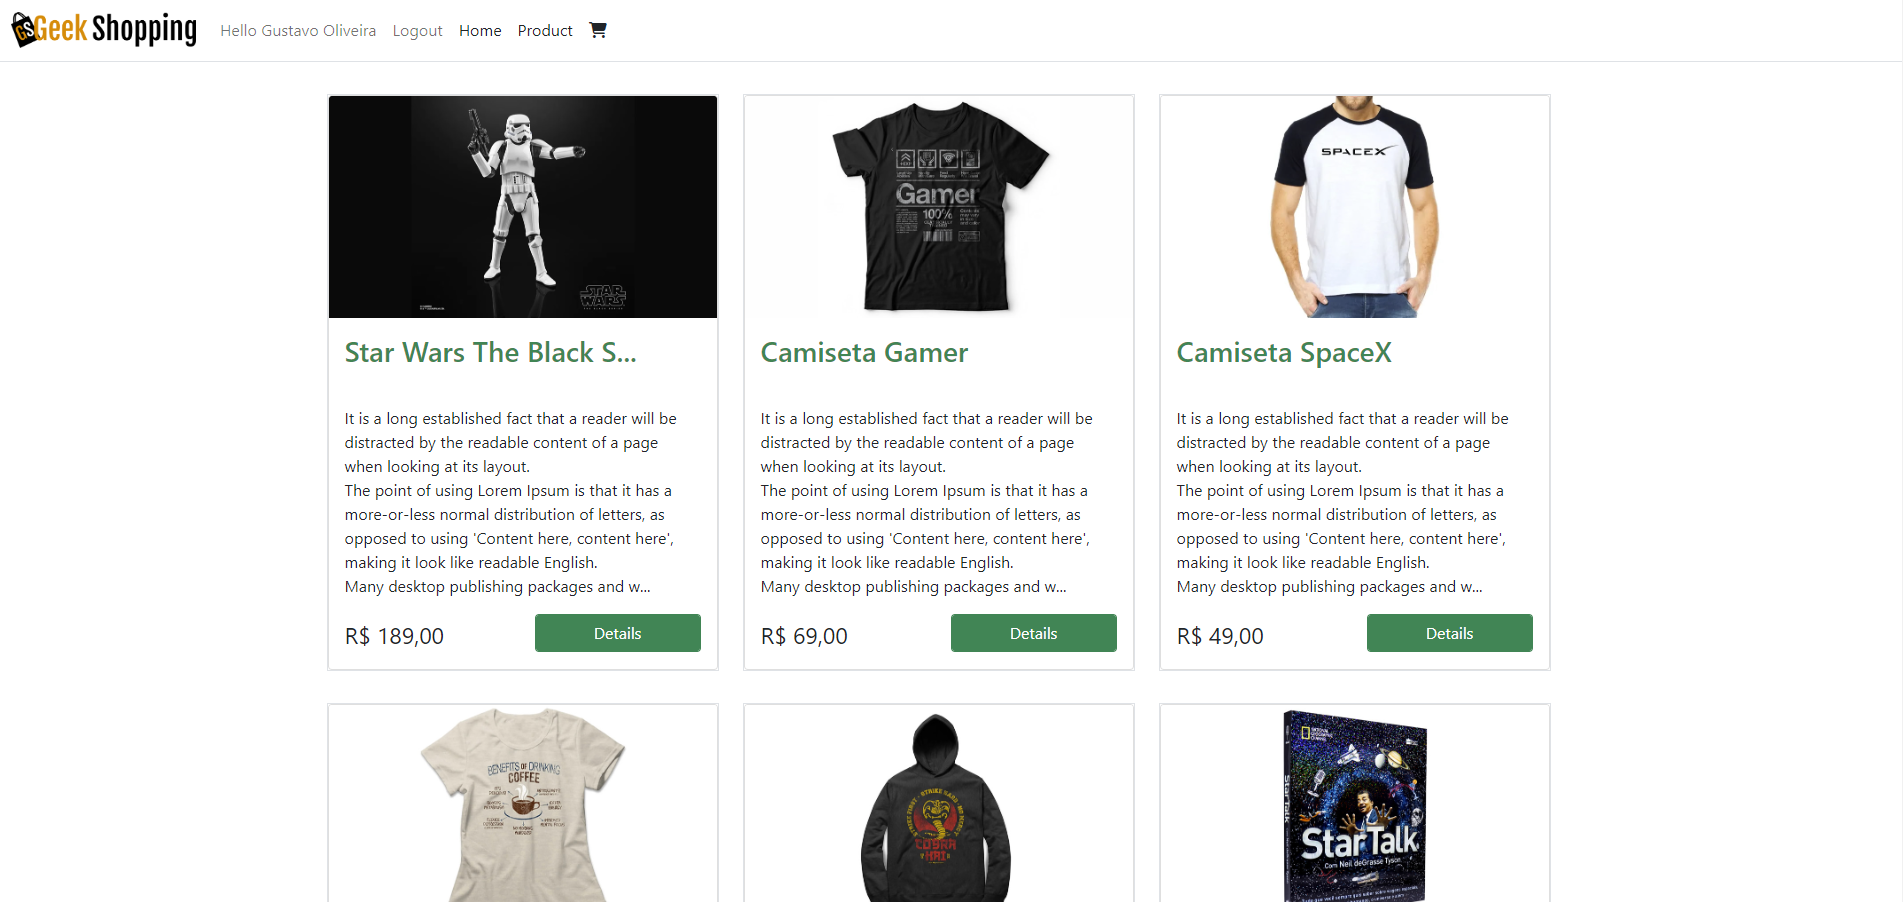 GS Geek Shopping
Hello Gustavo Oliveira Logout Home Product
STAR WARS
Gamer
100%
SPACEX
Star Wars The Black S...
Camiseta Gamer
Camiseta SpaceX
It is a long established fact that a reader will be
distracted by the readable content of a page
when looking at its layout.
The point of using Lorem Ipsum is that it has a
more-or-less normal distribution of letters, as
opposed to using 'Content here, content here',
making it look like readable English.
Many desktop publishing packages and w...
It is a long established fact that a reader will be
distracted by the readable content of a page
when looking at its layout.
The point of using Lorem Ipsum is that it has a
more-or-less normal distribution of letters, as
opposed to using 'Content here, content here',
making it look like readable English.
Many desktop publishing packages and w...
It is a long established fact that a reader will be
distracted by the readable content of a page
when looking at its layout.
The point of using Lorem Ipsum is that it has a
more-or-less normal distribution of letters, as
opposed to using 'Content here, content here',
making it look like readable English.
Many desktop publishing packages and w...
R$ 189,00 Details
R$ 69,00 Details
R$ 49,00 Details
BENEFITS OF DRINKING
COFFEE
STRIKE FIRST · STRIKE HARD · NO MERCY
COBRA
KAI
NATIONAL
GEOGRAPHIC
StarTalk
StarTalk
Com Neil deGrasse Tyson